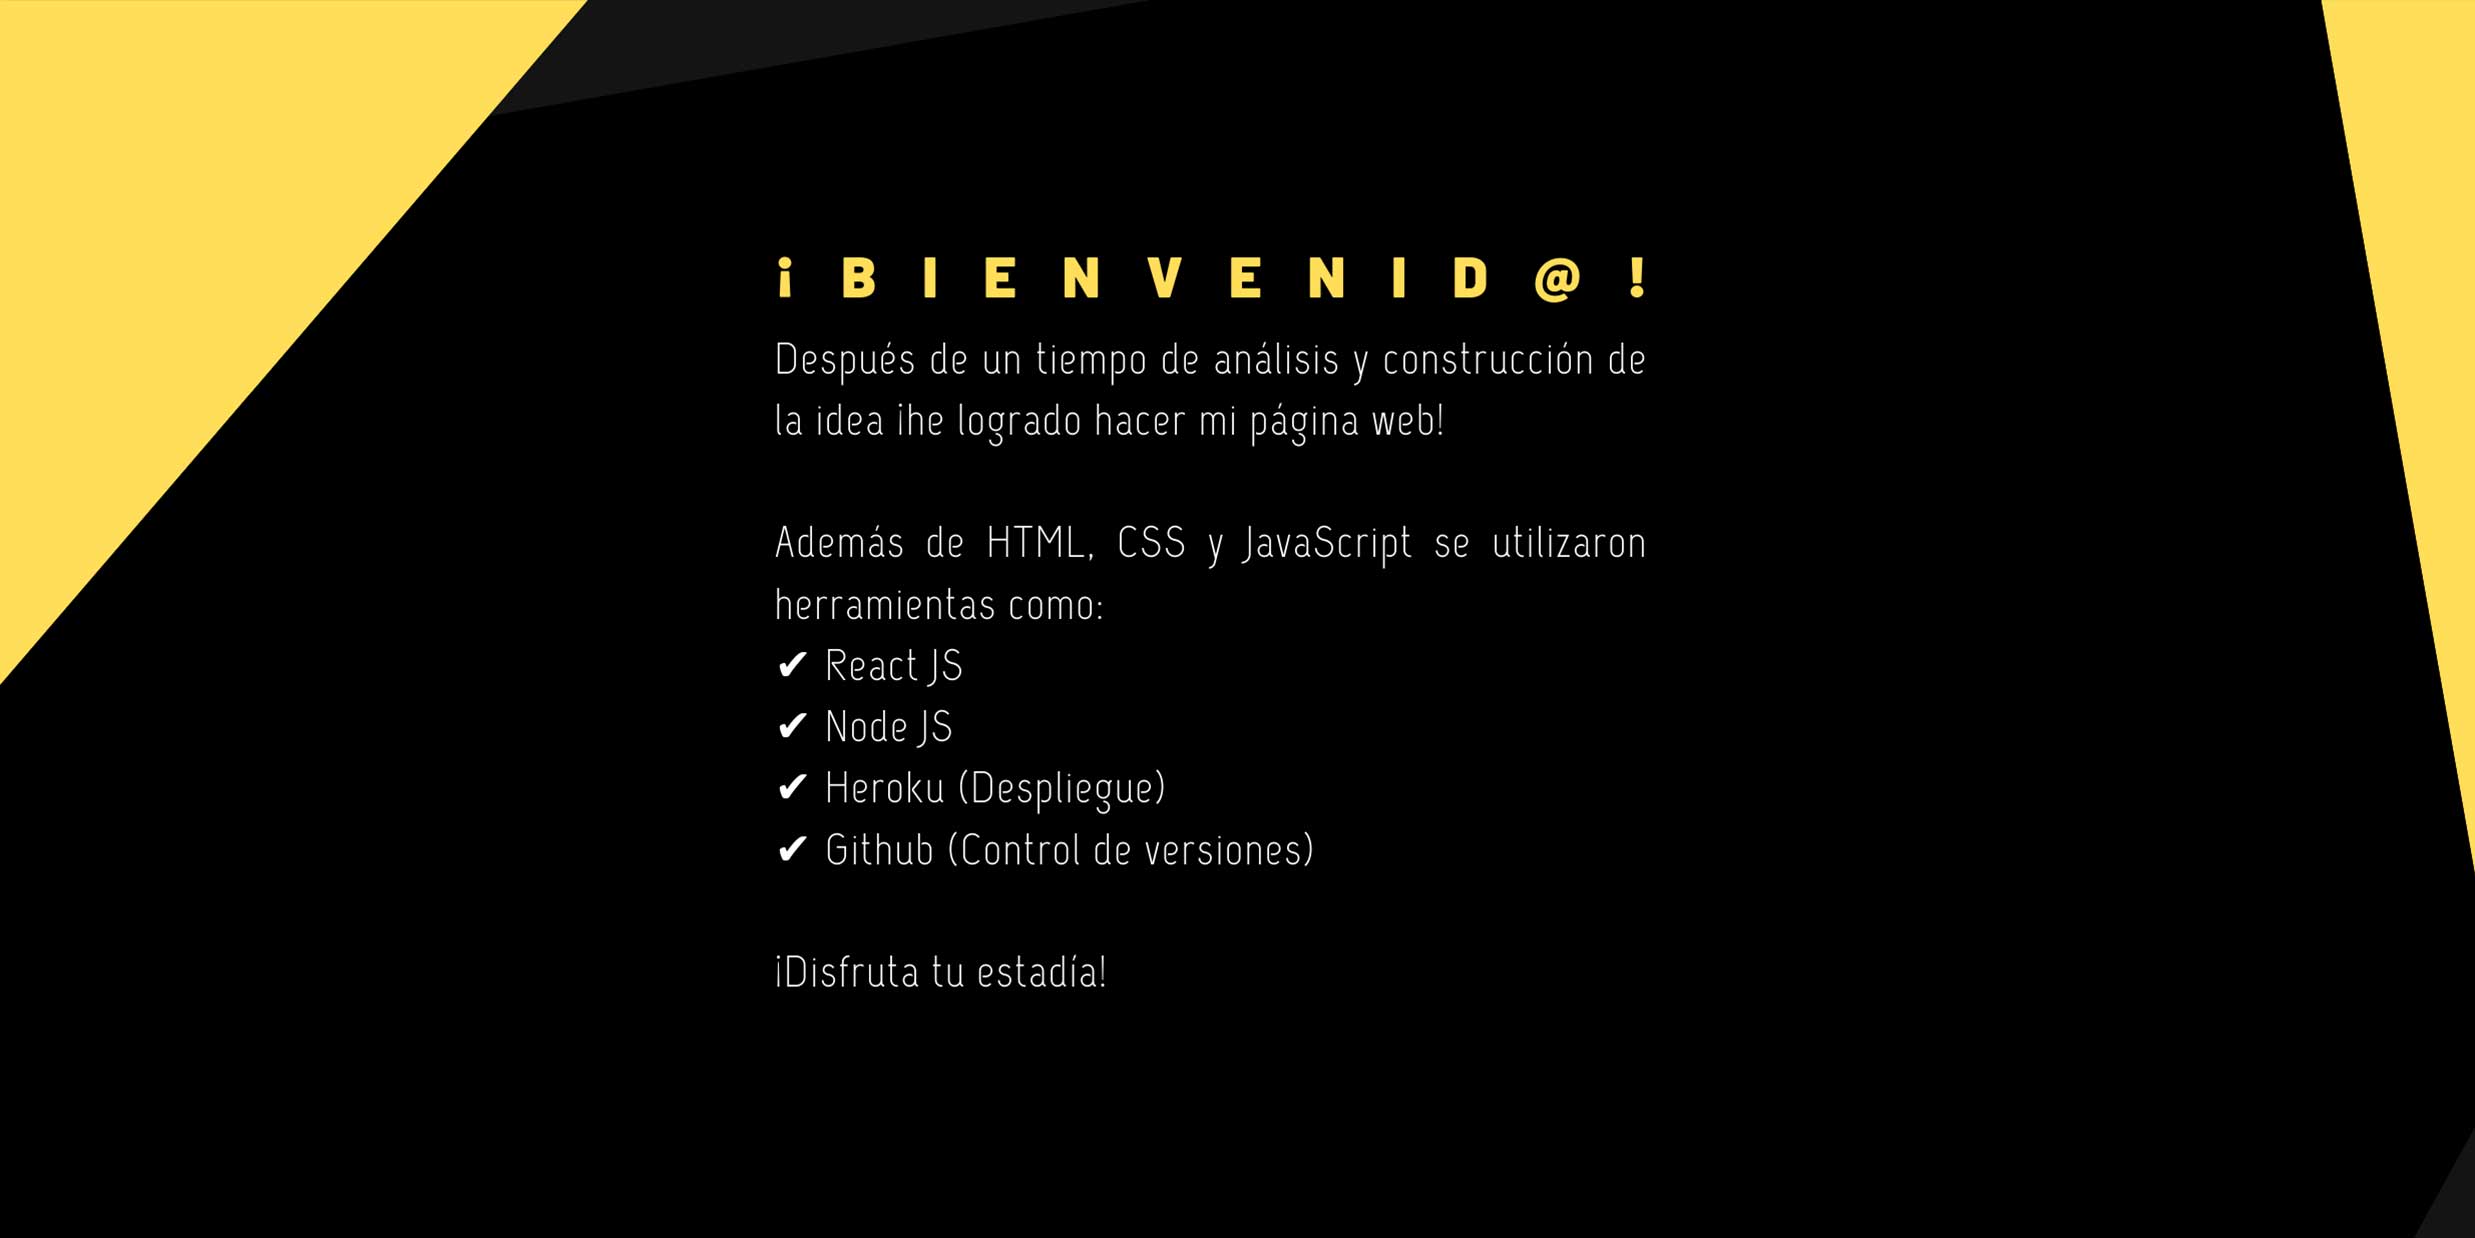 ¡BIENVENID@!
Después de un tiempo de análisis y construcción de
la idea ¡he logrado hacer mi página web!
Además de HTML, CSS y JavaScript se utilizaron
herramientas como:
✔ React JS
✔ Node JS
✔ Heroku (Despliegue)
✔ Github (Control de versiones)
¡Disfruta tu estadía!